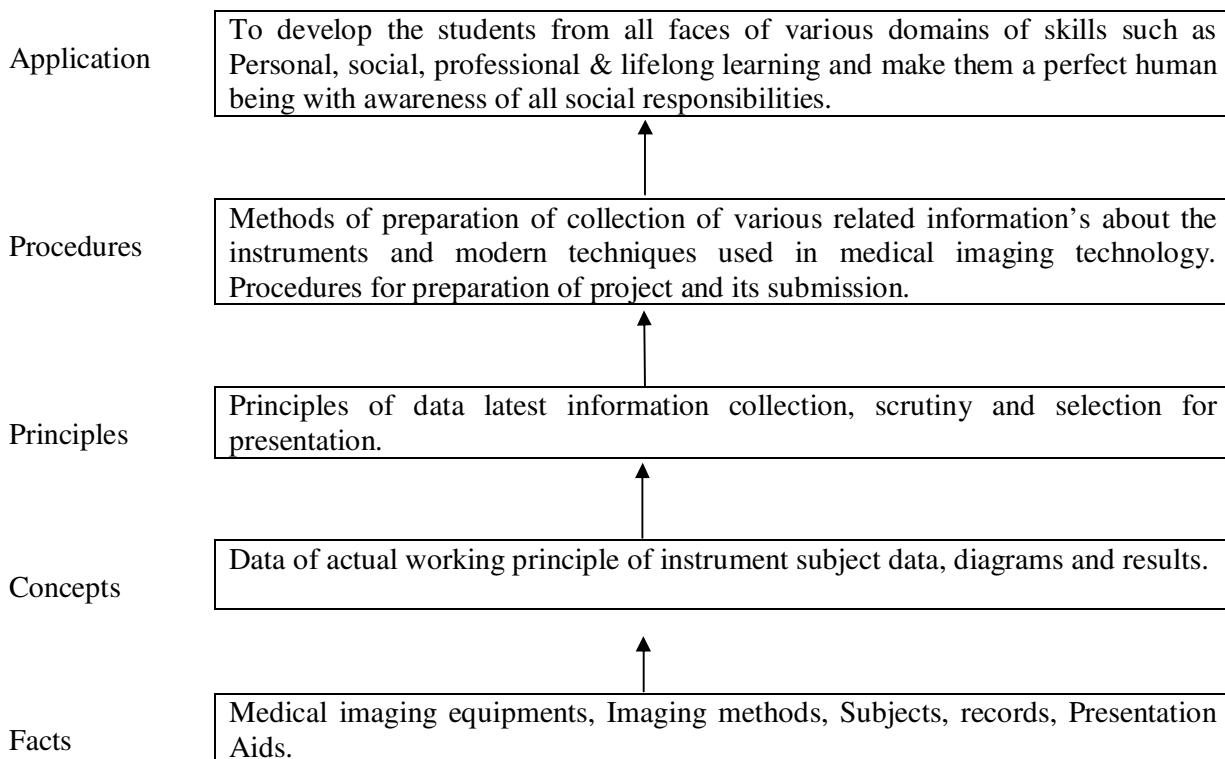 Application
To develop the students from all faces of various domains of skills such as
Personal, social, professional & lifelong learning and make them a perfect human
being with awareness of all social responsibilities.
Procedures
Methods of preparation of collection of various related information's about the
instruments and modern techniques used in medical imaging technology.
Procedures for preparation of project and its submission.
Principles
Principles of data latest information collection, scrutiny and selection for
presentation.
Concepts
Data of actual working principle of instrument subject data, diagrams and results.
Facts
Medical imaging equipments, Imaging methods, Subjects, records, Presentation
Aids.